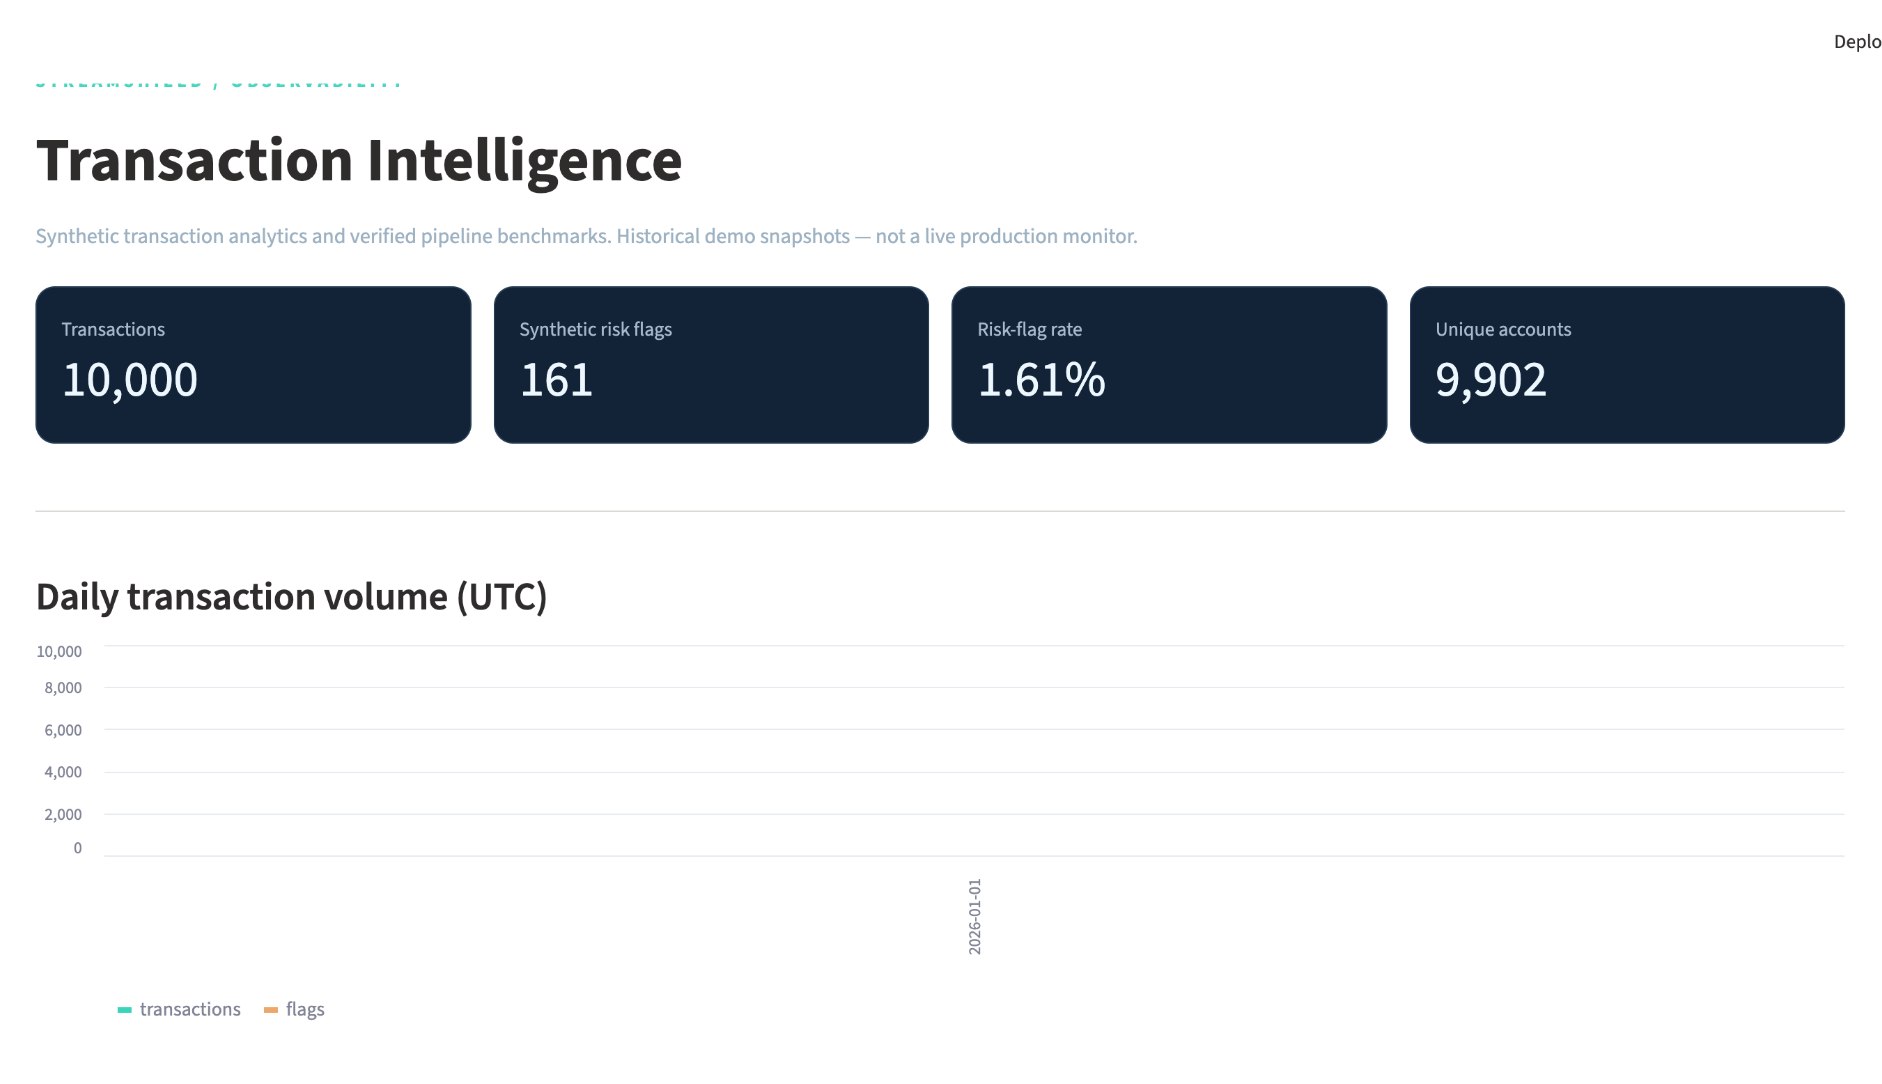 Deplo
Transaction Intelligence
Synthetic transaction analytics and verified pipeline benchmarks. Historical demo snapshots — not a live production monitor.
Transactions
10,000
Synthetic risk flags
161
Risk-flag rate
1.61%
Unique accounts
9,902
Daily transaction volume (UTC)
10,000
8,000
6,000
4,000
2,000
0
2026-01-01
transactions
flags